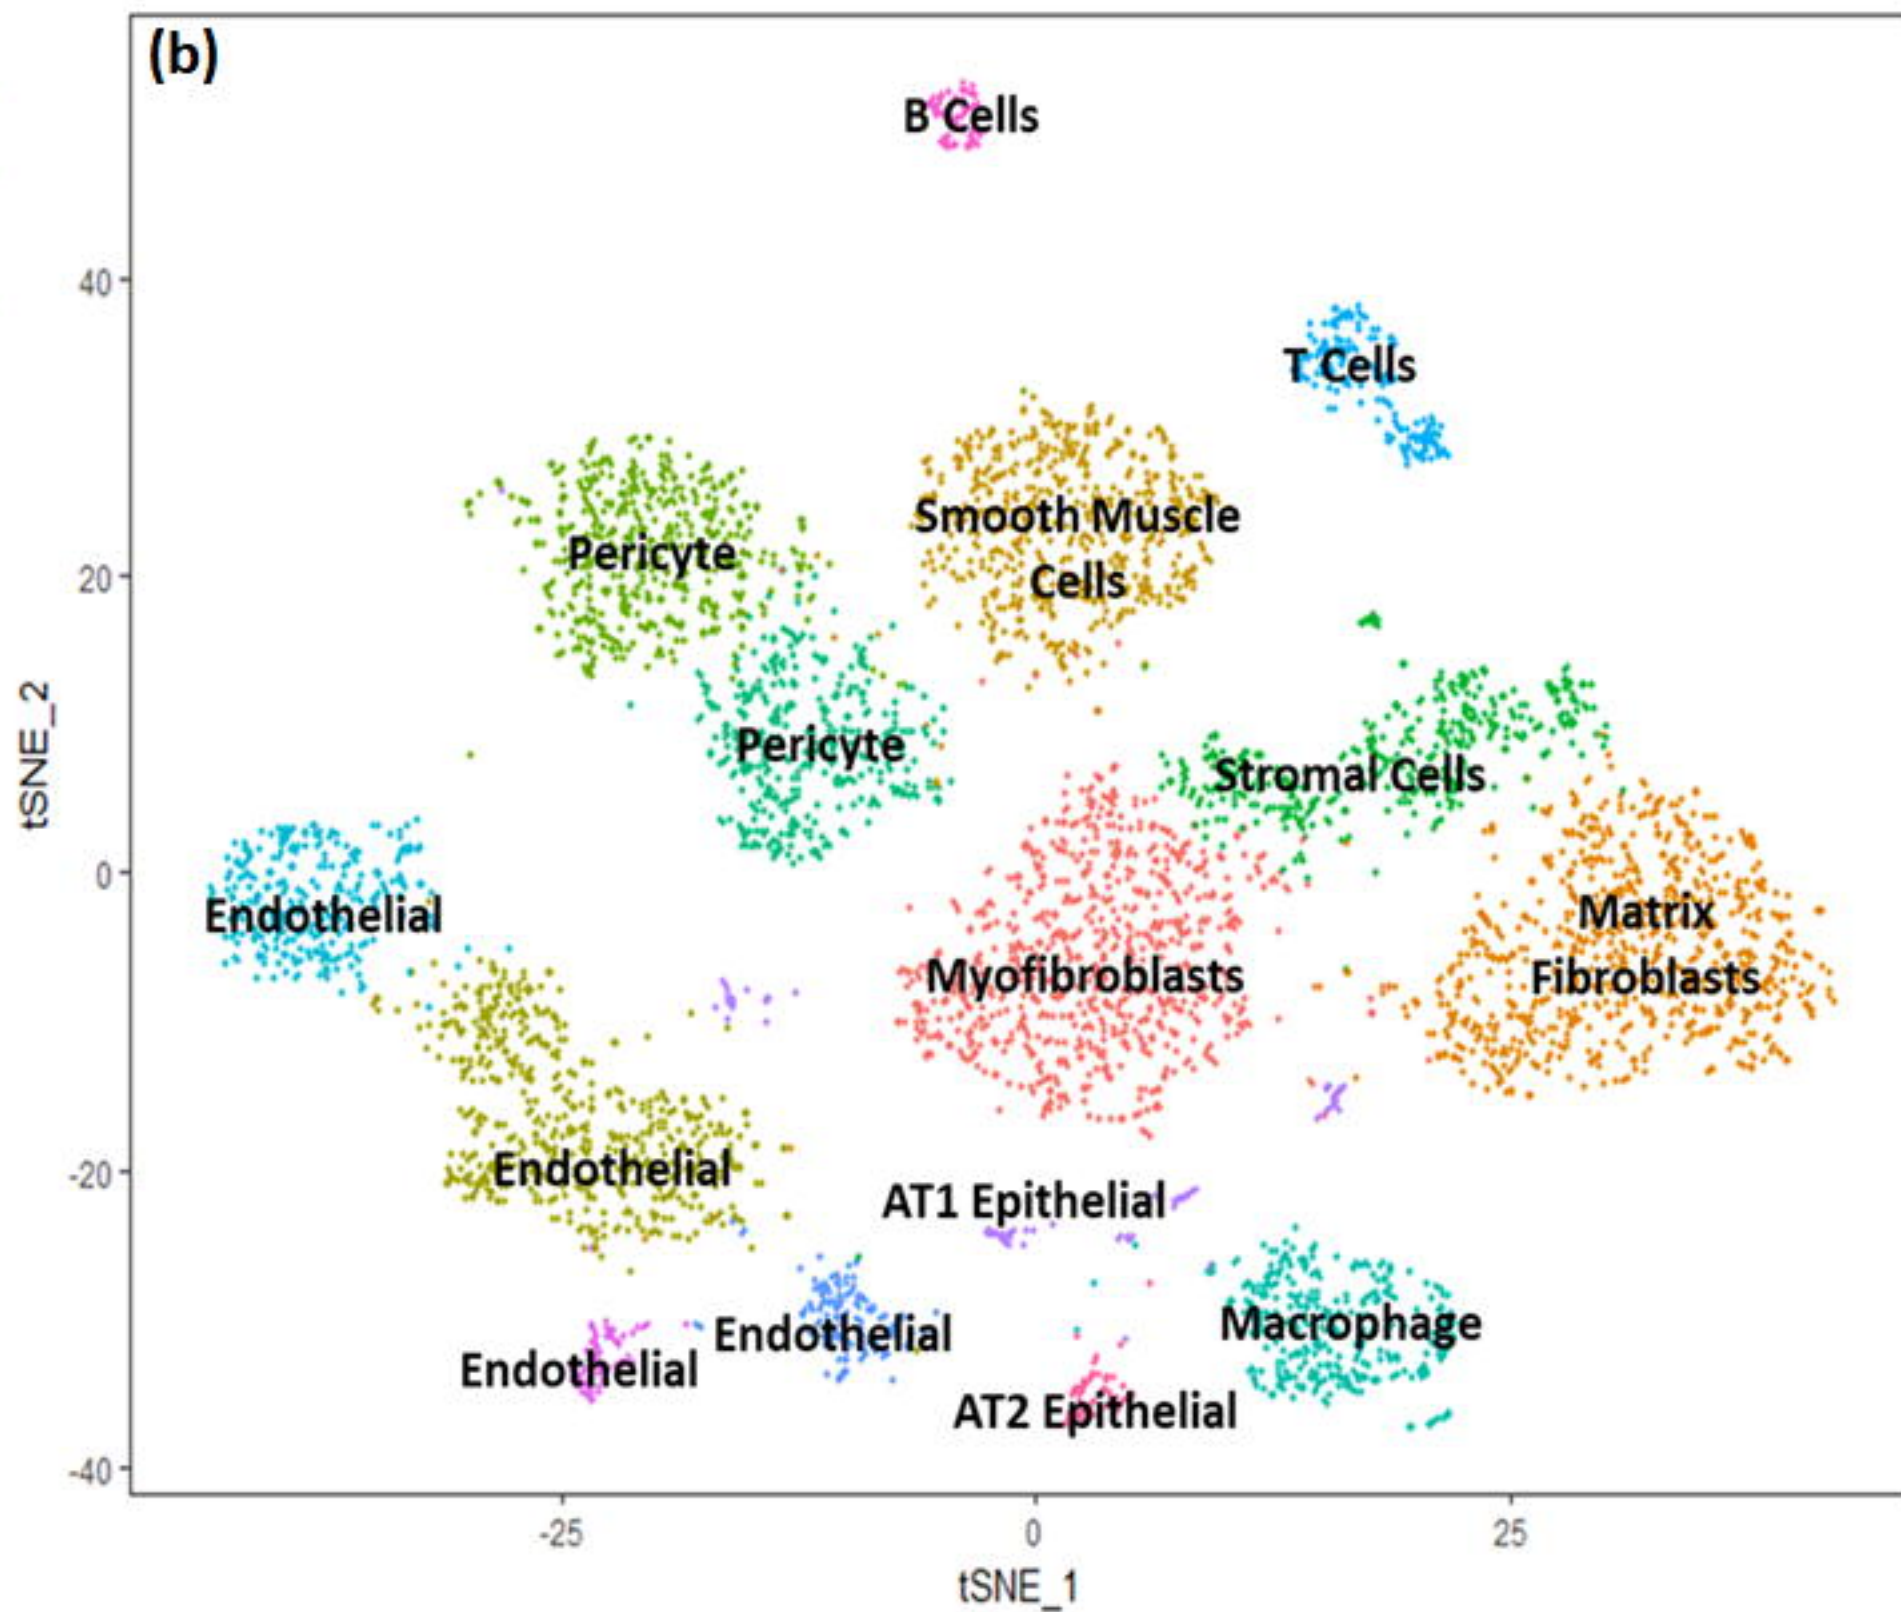 (b)
B Cells
40
T Cells
Smooth Muscle
Cells
Pericyte
20
Pericyte
Stromal Cells
tSNE_2
0
Endothelial
Matrix
Fibroblasts
Myofibroblasts
Endothelial
-20
AT1 Epithelial
Macrophage
Endothelial
Endothelial
AT2 Epithelial
-40
-25
0
25
tSNE_1